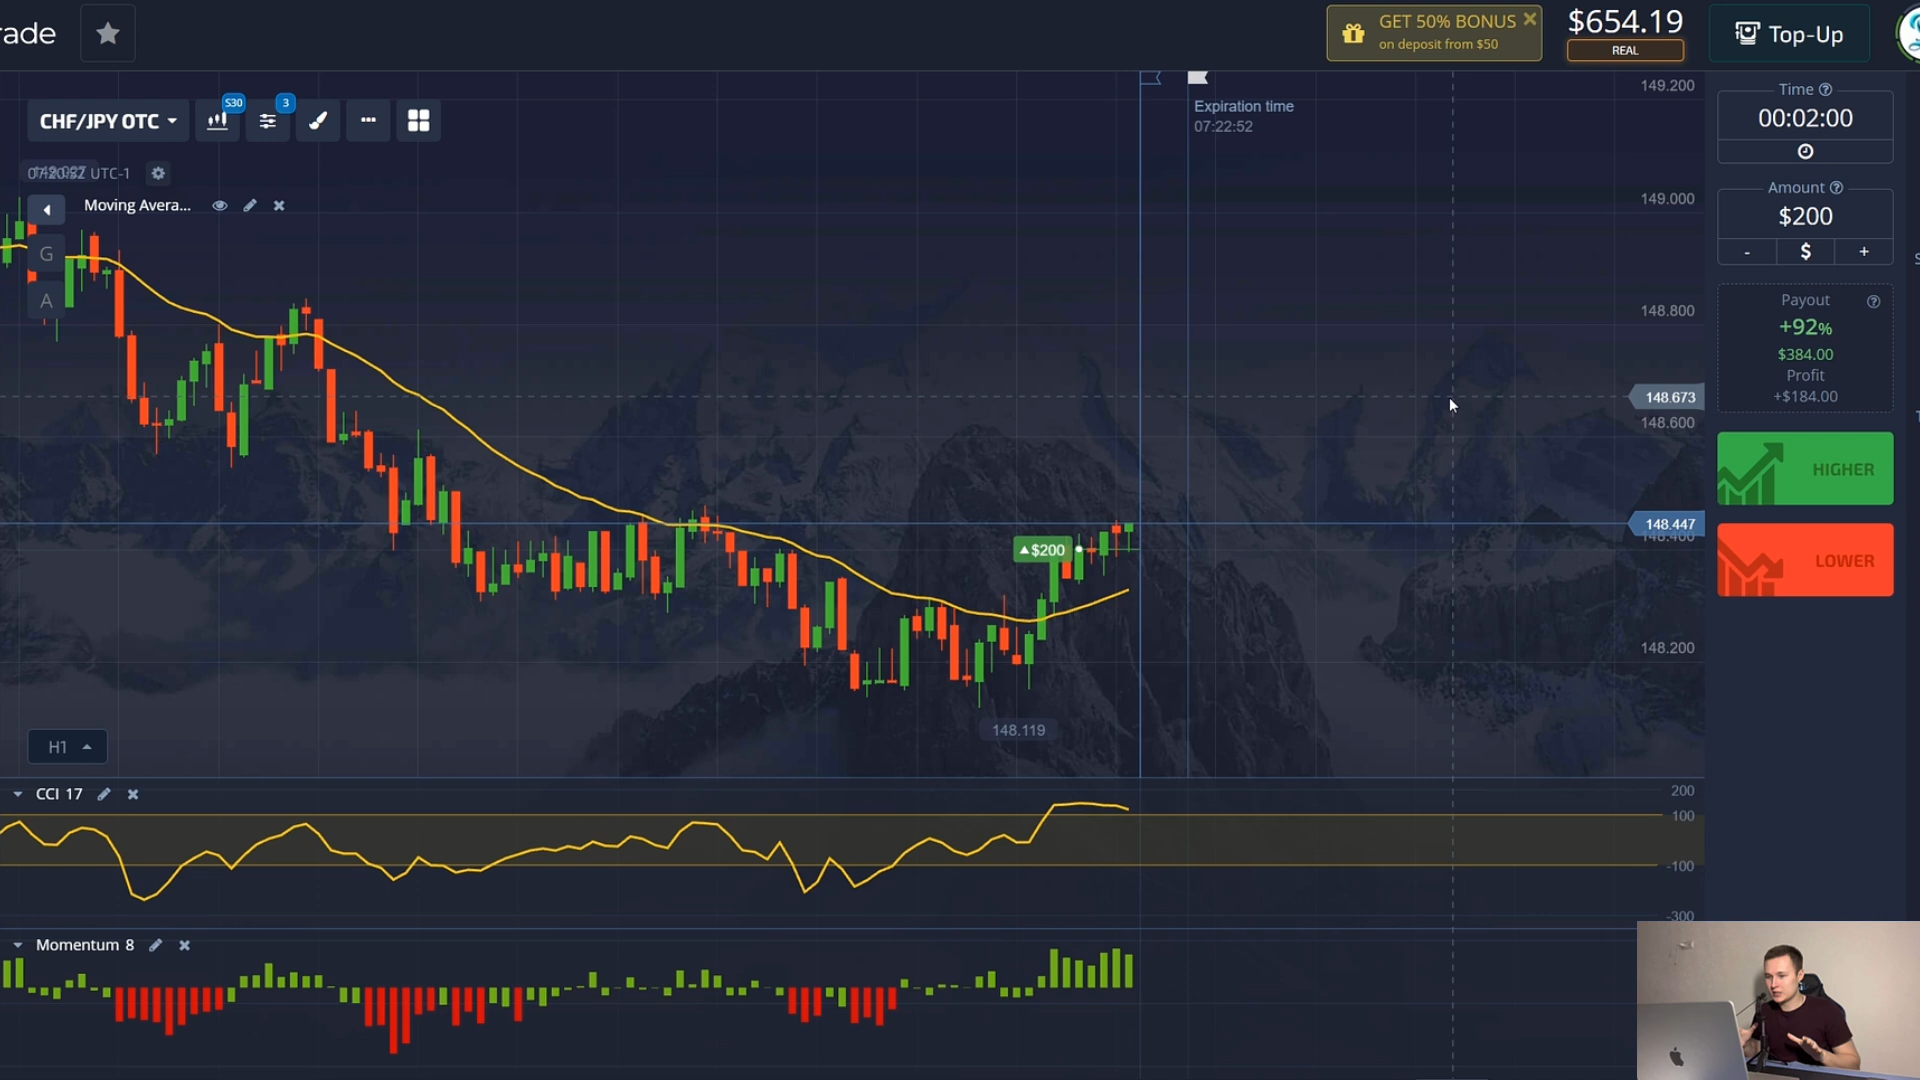 rade
GET 50% BONUS
on deposit from $50
$654.19
REAL
Top-Up
CHF/JPY OTC
S30
3
UTC-1
Moving Avera...
G
A
Expiration time
07:22:52
149.200
149.000
148.800
148.673
148.600
148.447
148.400
148.200
$200
148.119
H1
Time
00:02:00
Amount
$200
-
$
+
Payout
+92%
$384.00
Profit
+$184.00
HIGHER
LOWER
CCI 17
200
100
-100
-300
Momentum 8